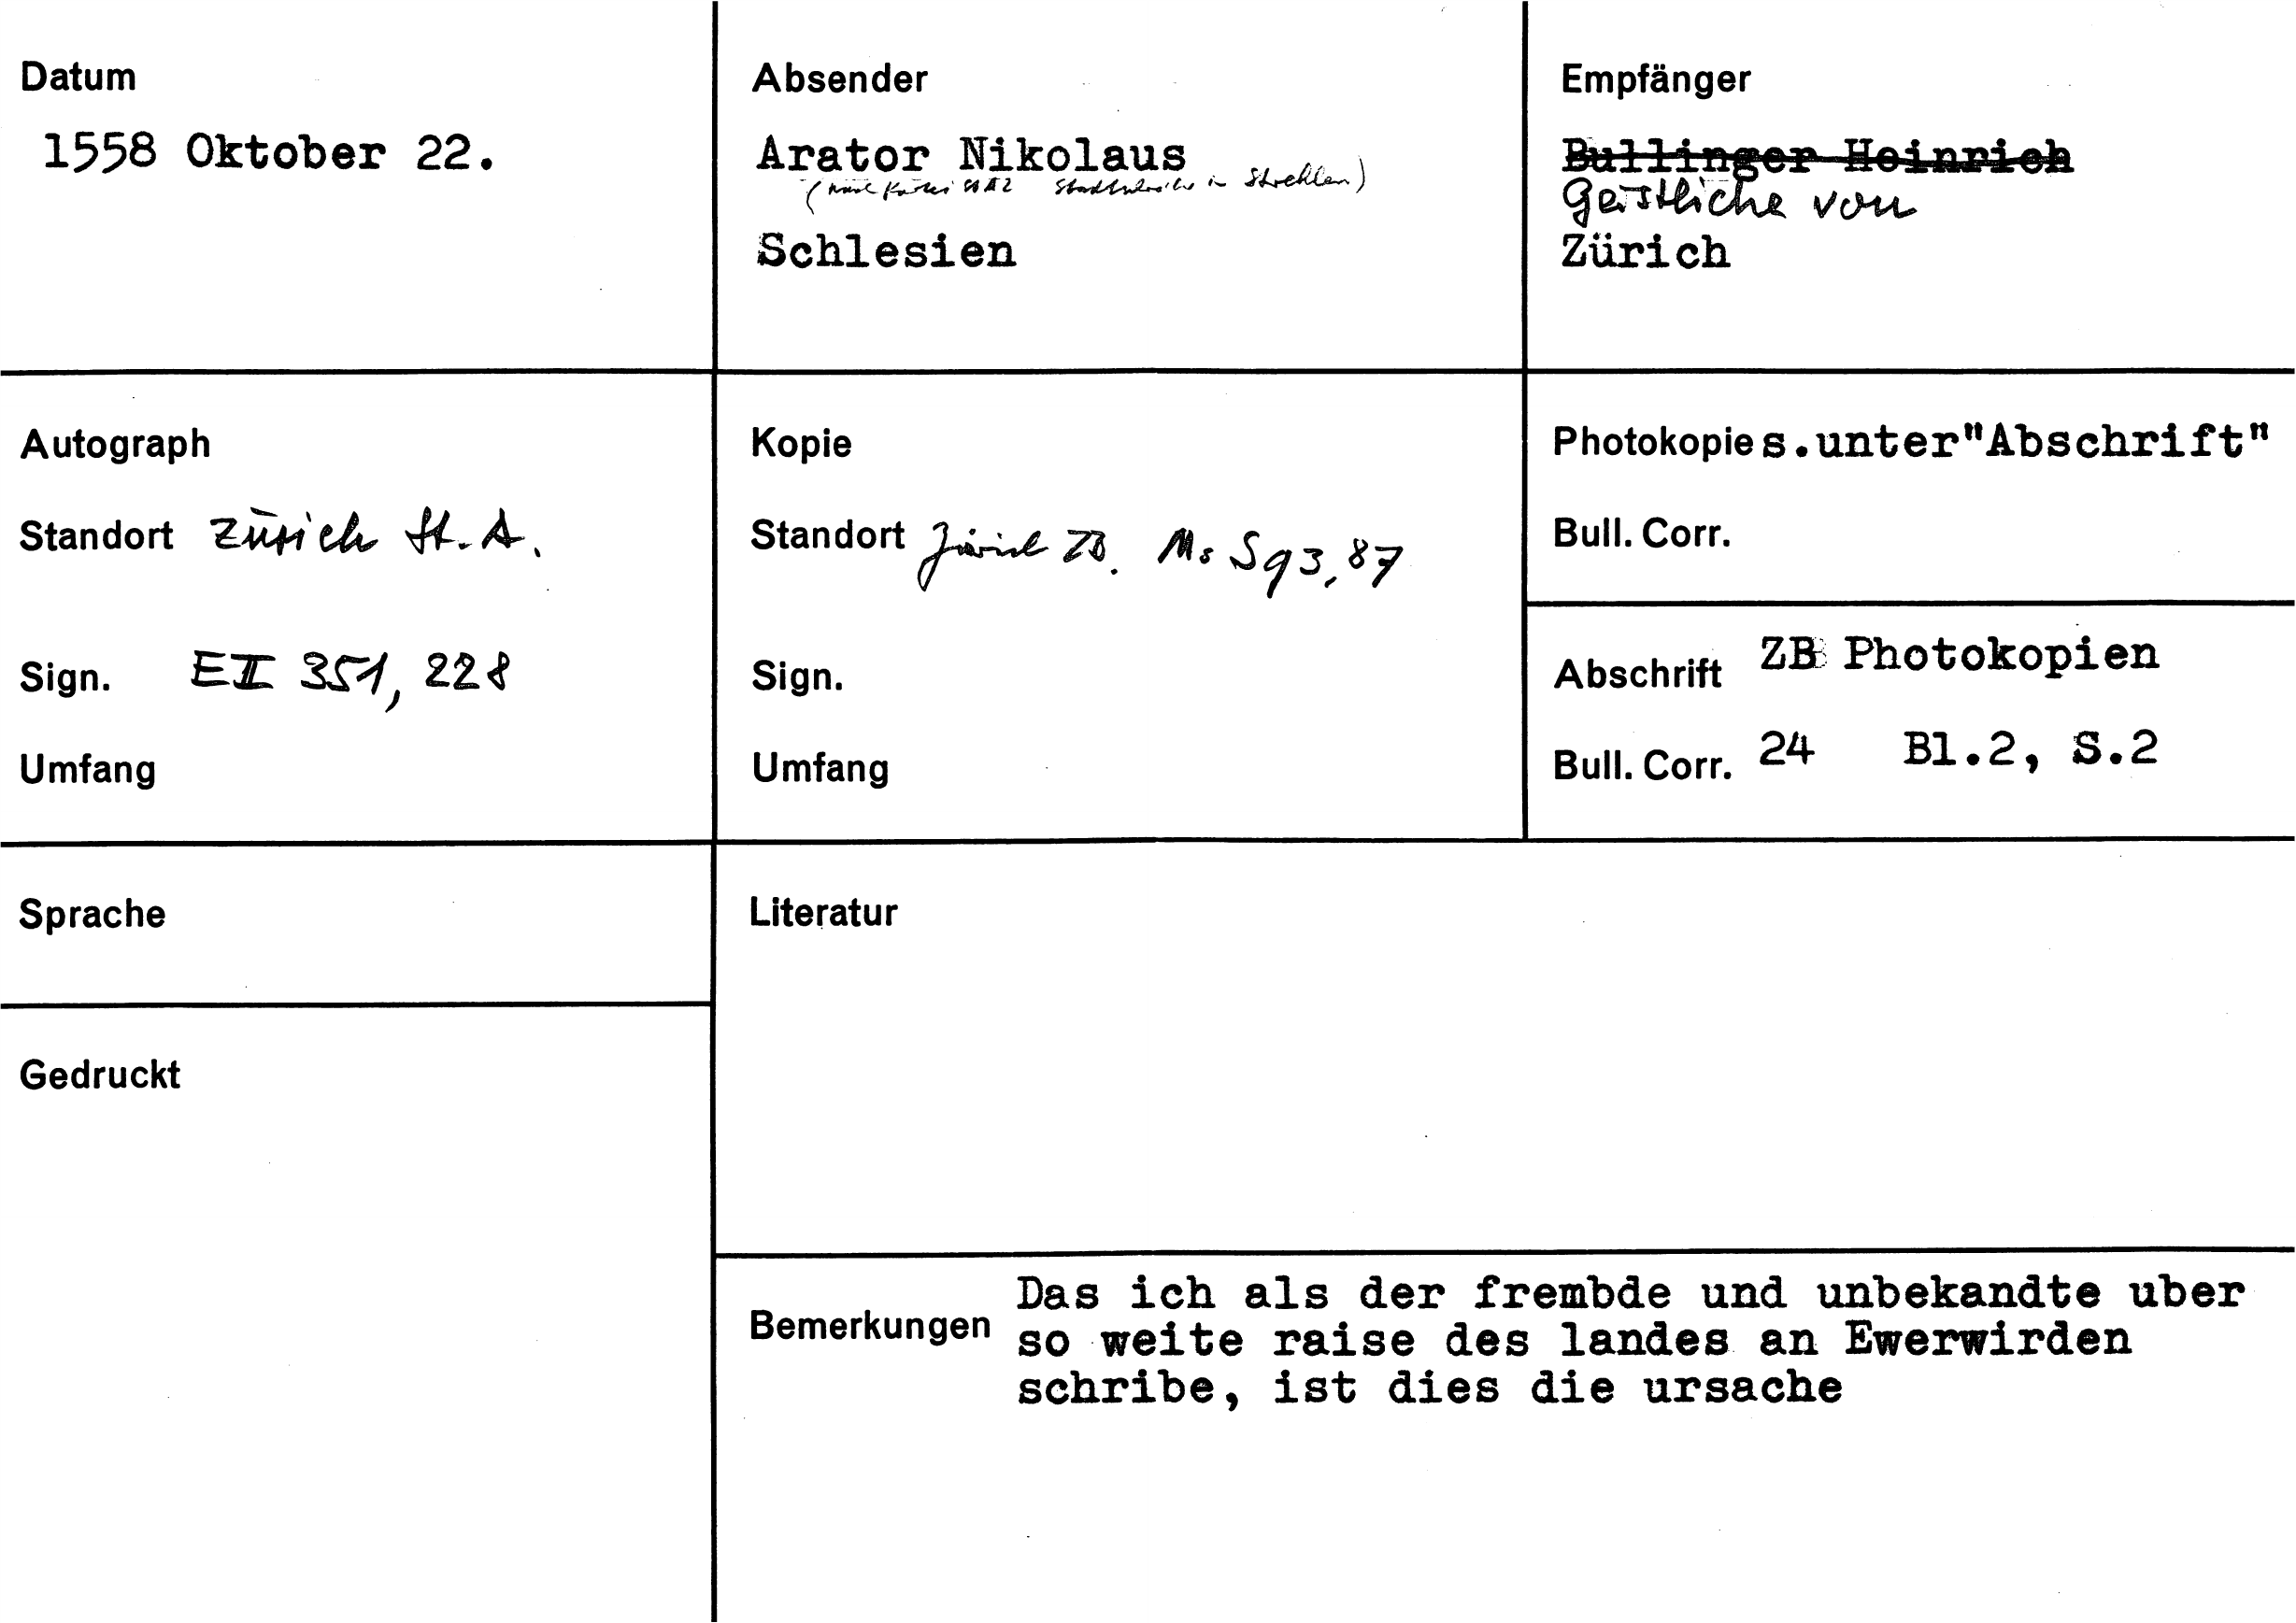 Datum
1558 Oktober 22.
Absender
Arator Nikolaus
(nach Kartei StAZ Stadtschreiber in Strehlen)
Schlesien
Empfänger
Bullinger Heinrich
Geistliche von
Zürich
Autograph
Standort Zürich St. A.
Sign. E II 351, 228
Umfang
Kopie
Standort Zürich ZB. Ms S 93, 87
Sign.
Umfang
Photokopie s.unter"Abschrift"
Bull. Corr.
Abschrift ZB Photokopien
Bull. Corr. 24 Bl.2, S.2
Sprache
Literatur
Gedruckt
Bemerkungen Das ich als der frembde und unbekandte uber
so weite raise des landes an Ewerwirden
schribe, ist dies die ursache